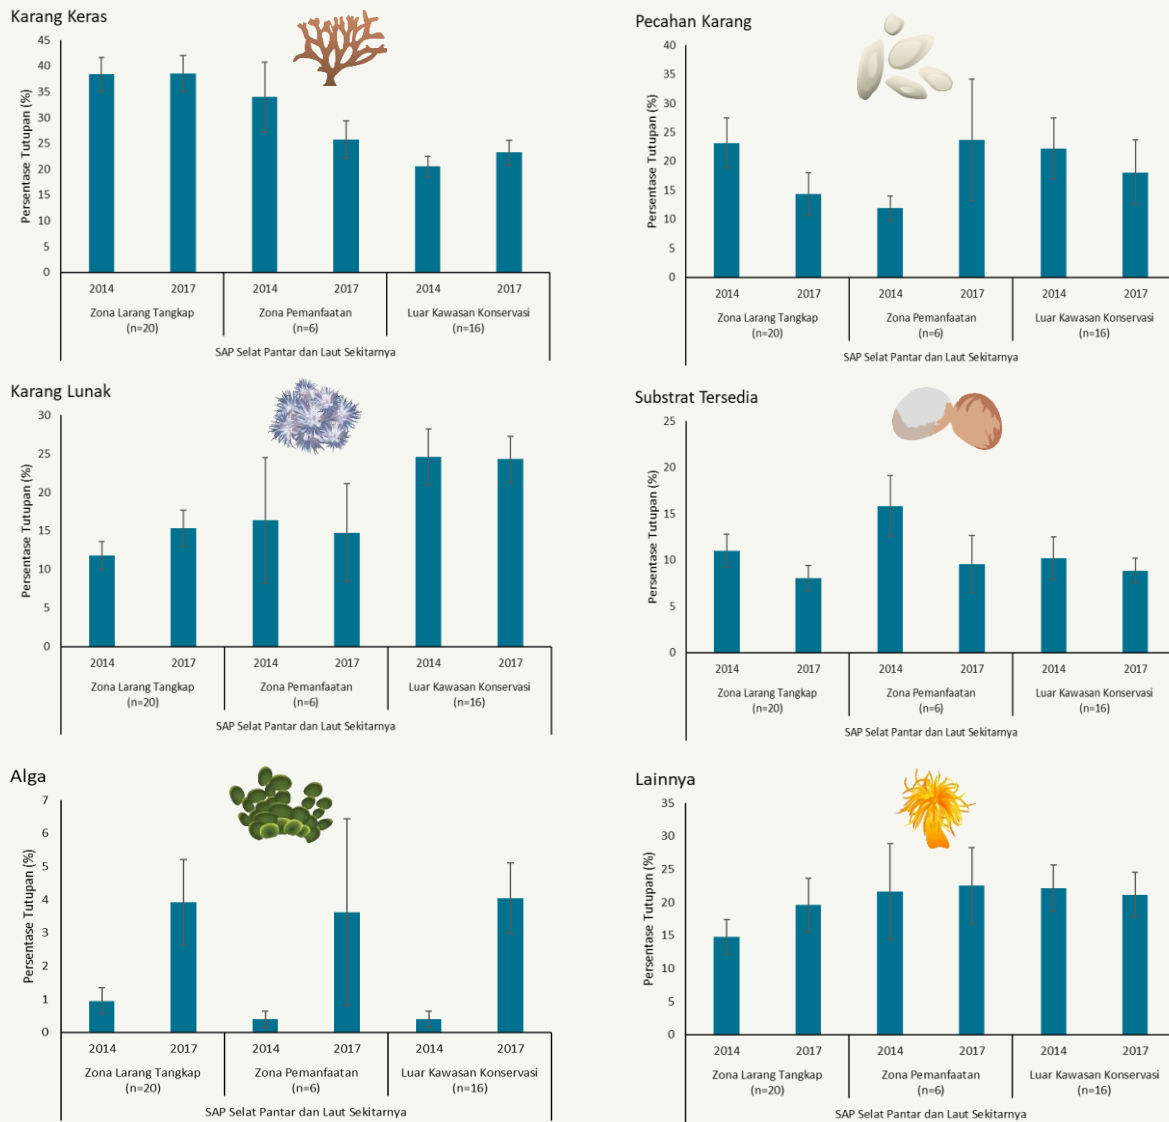 Karang Keras
Persentase Tutupan (%)
45
40
35
30
25
20
15
10
5
0
2014 2017 2014 2017 2014 2017
Zona Larang Tangkap Zona Pemanfaatan Luar Kawasan Konservasi
(n=20) (n=6) (n=16)
SAP Selat Pantar dan Laut Sekitarnya
Pecahan Karang
Persentase Tutupan (%)
40
35
30
25
20
15
10
5
0
2014 2017 2014 2017 2014 2017
Zona Larang Tangkap Zona Pemanfaatan Luar Kawasan Konservasi
(n=20) (n=6) (n=16)
SAP Selat Pantar dan Laut Sekitarnya
Karang Lunak
Persentase Tutupan (%)
30
25
20
15
10
5
0
2014 2017 2014 2017 2014 2017
Zona Larang Tangkap Zona Pemanfaatan Luar Kawasan Konservasi
(n=20) (n=6) (n=16)
SAP Selat Pantar dan Laut Sekitarnya
Substrat Tersedia
Persentase Tutupan (%)
25
20
15
10
5
0
2014 2017 2014 2017 2014 2017
Zona Larang Tangkap Zona Pemanfaatan Luar Kawasan Konservasi
(n=20) (n=6) (n=16)
SAP Selat Pantar dan Laut Sekitarnya
Alga
Persentase Tutupan (%)
7
6
5
4
3
2
1
0
2014 2017 2014 2017 2014 2017
Zona Larang Tangkap Zona Pemanfaatan Luar Kawasan Konservasi
(n=20) (n=6) (n=16)
SAP Selat Pantar dan Laut Sekitarnya
Lainnya
Persentase Tutupan (%)
35
30
25
20
15
10
5
0
2014 2017 2014 2017 2014 2017
Zona Larang Tangkap Zona Pemanfaatan Luar Kawasan Konservasi
(n=20) (n=6) (n=16)
SAP Selat Pantar dan Laut Sekitarnya